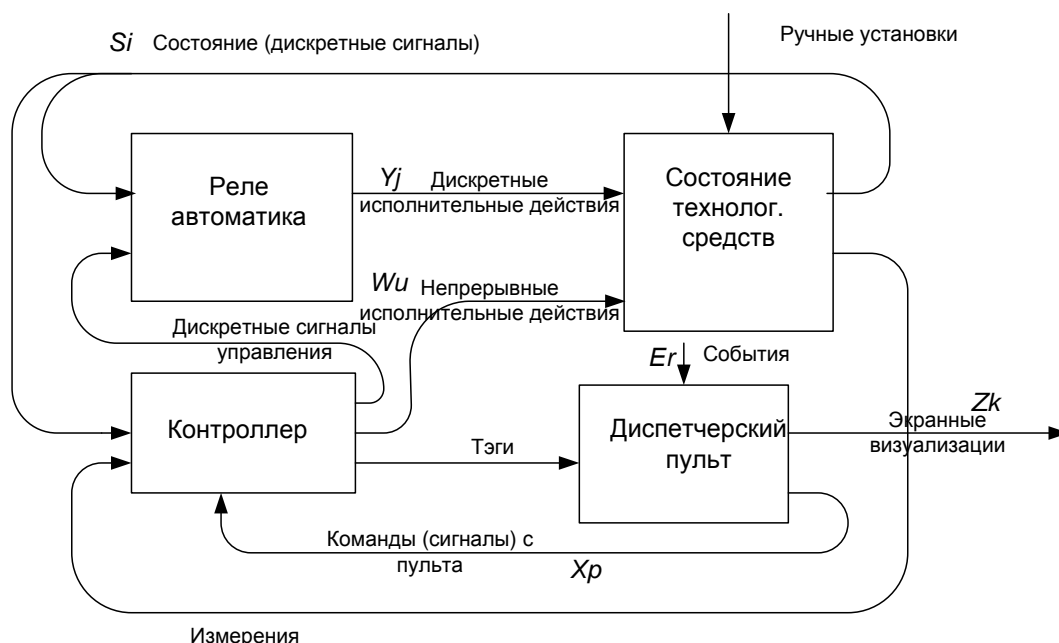 Si Состояние (дискретные сигналы)
Ручные установки
Реле
автоматика
Yj Дискретные
исполнительные действия
Состояние
технолог.
средств
Wu Непрерывные
исполнительные действия
Дискретные сигналы
управления
Er События
Контроллер
Тэги
Диспетчерский
пульт
Zk
Экранные
визуализации
Команды (сигналы) с
пульта
Xp
Измерения